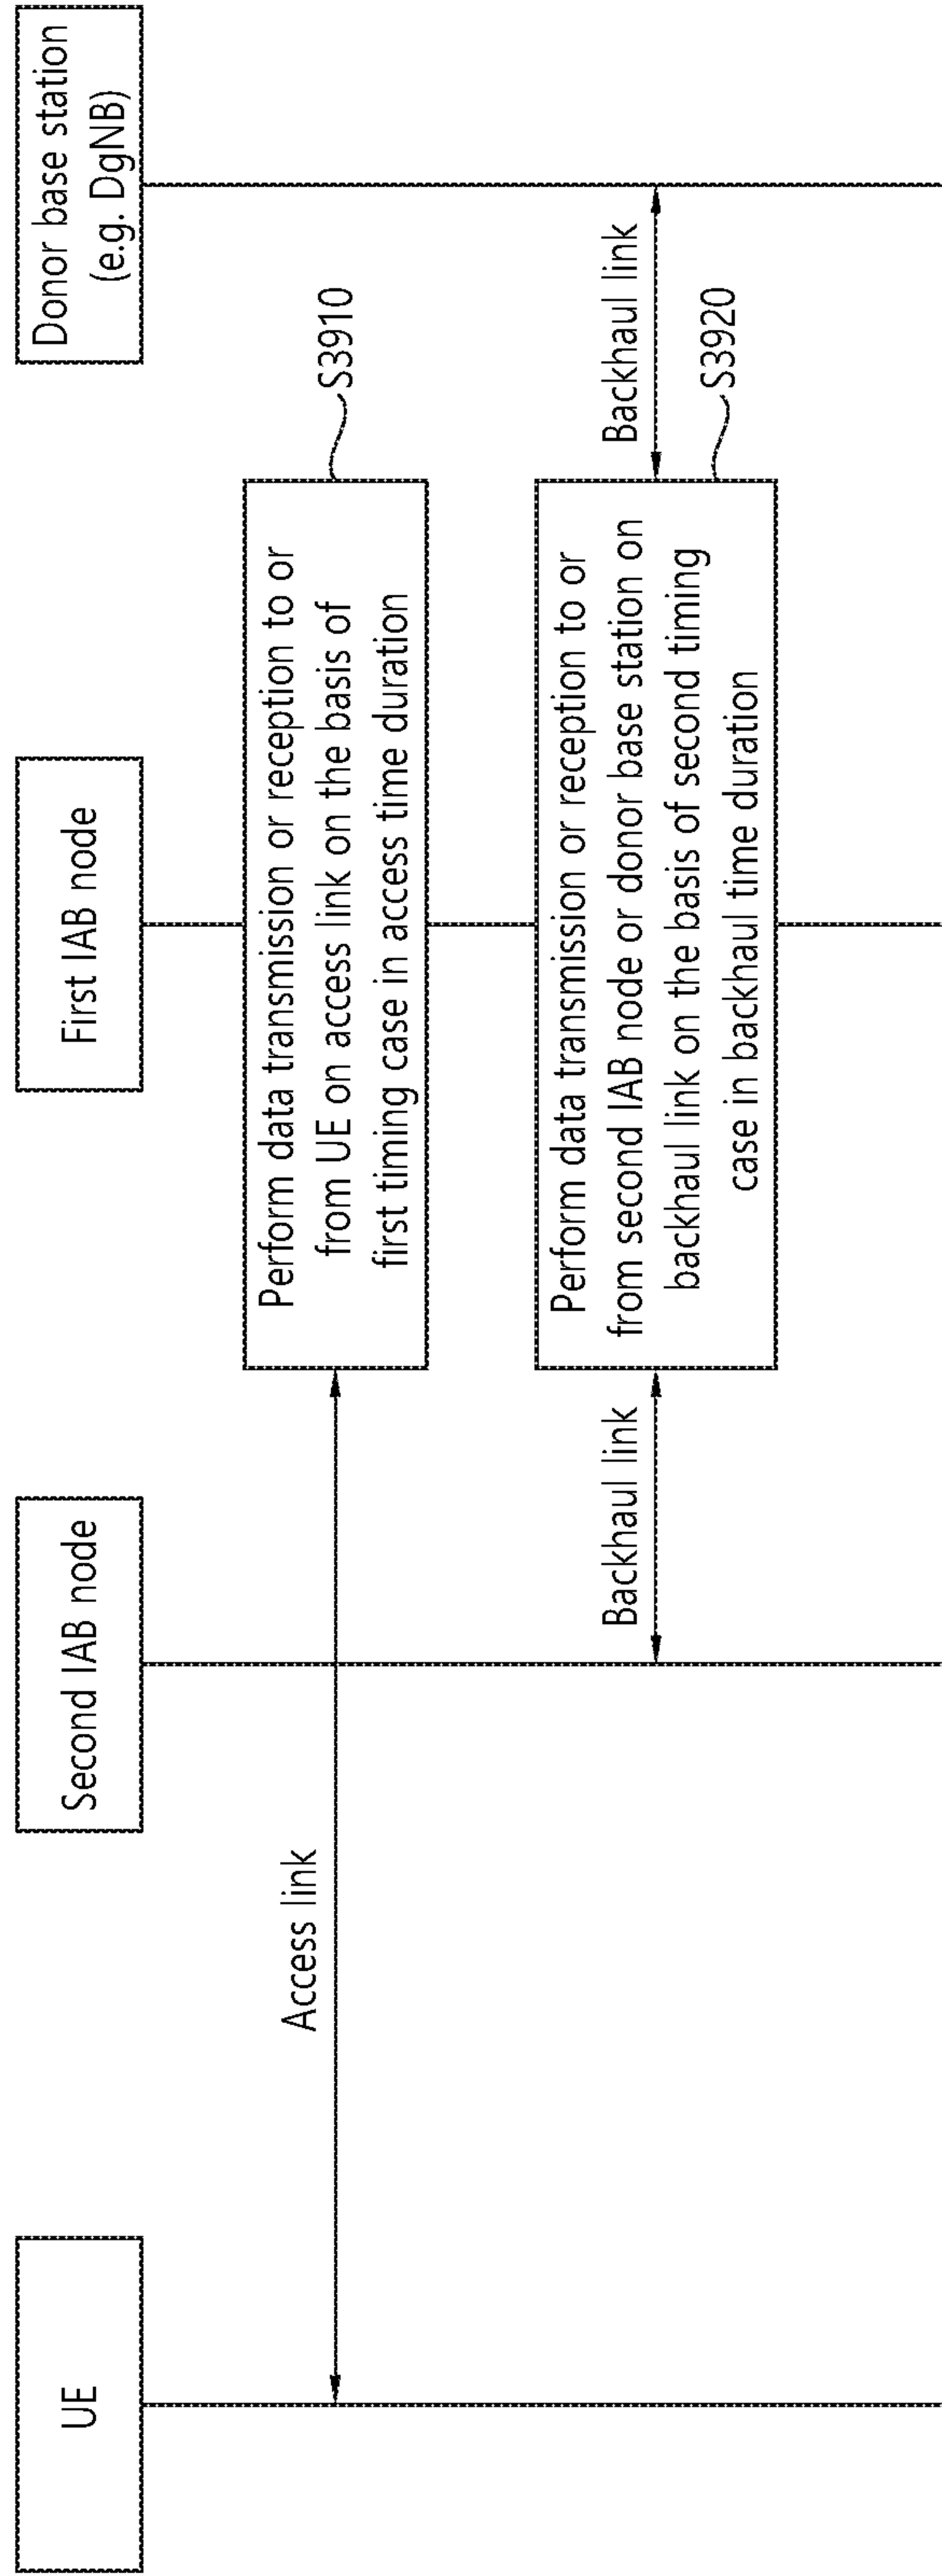 UE
Second IAB node
First IAB node
Donor base station
(e.g. DgNB)
Access link
Perform data transmission or reception to or
from UE on access link on the basis of
first timing case in access time duration
S3910
Backhaul link
Perform data transmission or reception to or
from second IAB node or donor base station on
backhaul link on the basis of second timing
case in backhaul time duration
Backhaul link
S3920